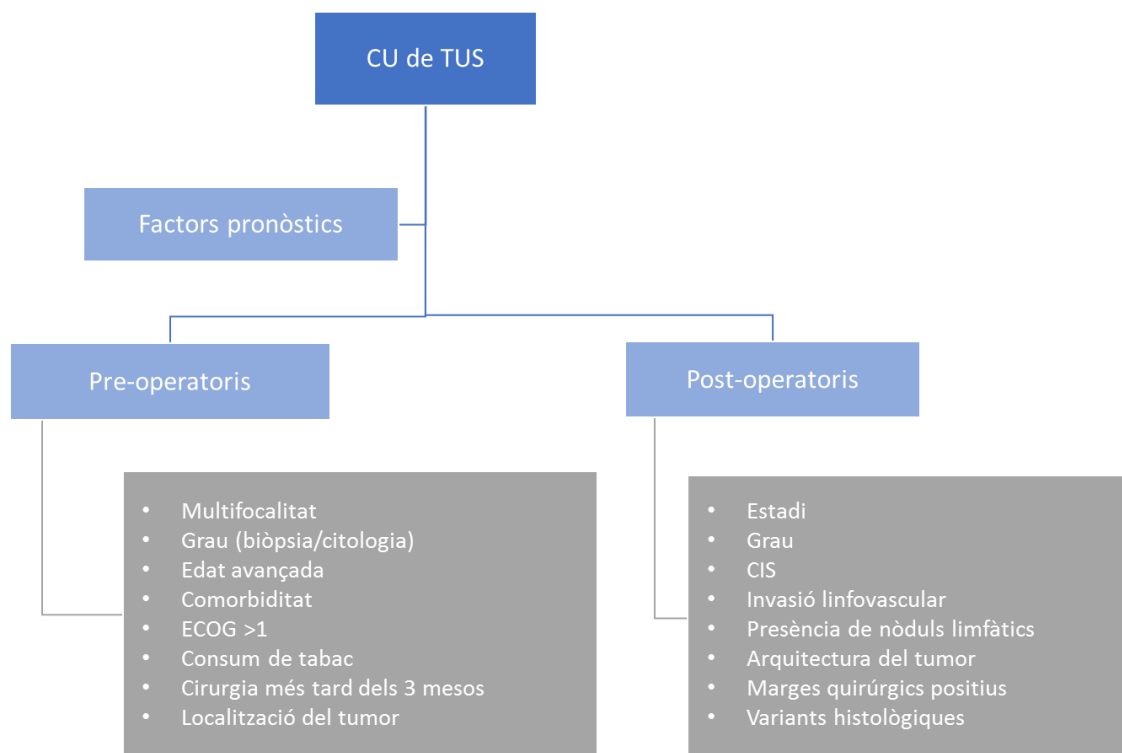 CU de TUS
Factors pronòstics
Pre-operatoris
Post-operatoris
• Multifocalitat
• Grau (biòpsia/citologia)
• Edat avançada
• Comorbiditat
• ECOG >1
• Consum de tabac
• Cirurgia més tard dels 3 mesos
• Localització del tumor
• Estadi
• Grau
• CIS
• Invasió linfovascular
• Presència de nòduls limfàtics
• Arquitectura del tumor
• Marges quirúrgics positius
• Variants histològiques